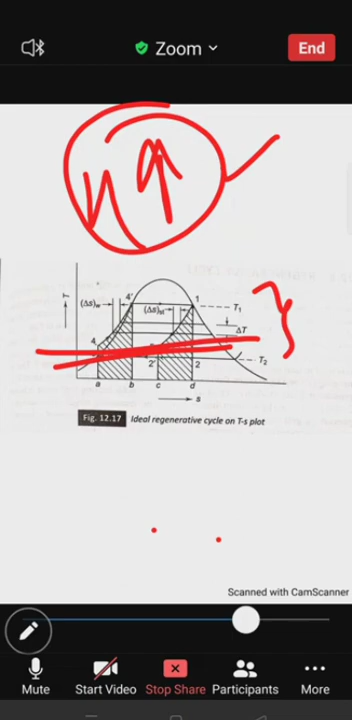 Zoom
End
η ↑
T
4'
1
(Δs)w
(Δs)st
T₁
ΔT
4
T₂
2'
2
a b c d
s
Fig. 12.17 Ideal regenerative cycle on T-s plot
Scanned with CamScanner
Mute Start Video Stop Share Participants More